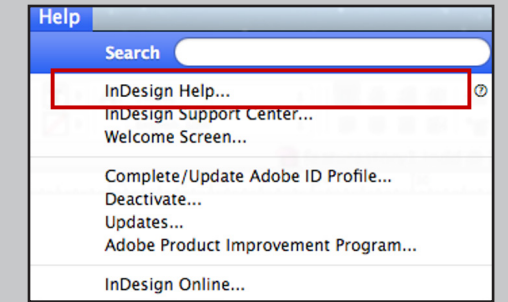 Help
Search
InDesign Help...
InDesign Support Center...
Welcome Screen...
Complete/Update Adobe ID Profile...
Deactivate...
Updates...
Adobe Product Improvement Program...
InDesign Online...